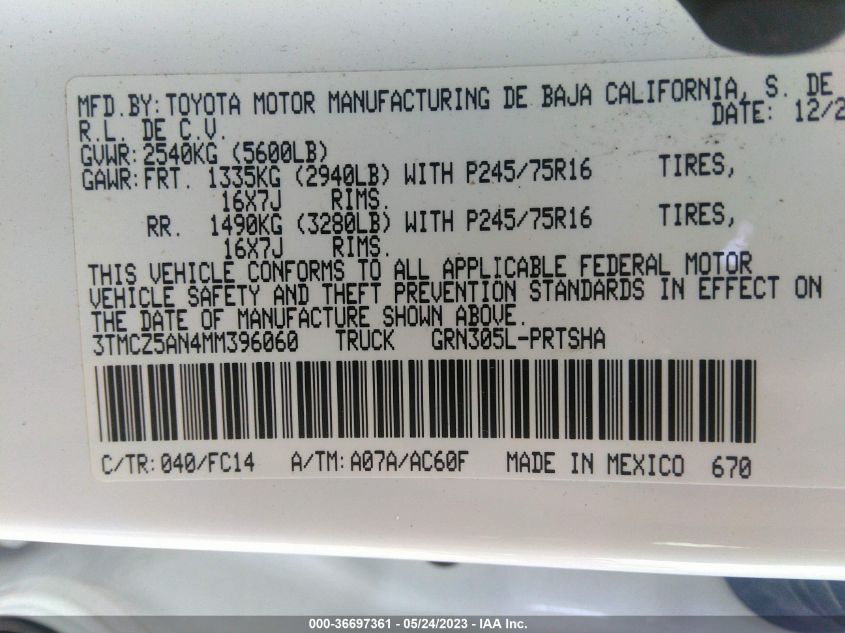 MFD.BY: TOYOTA MOTOR MANUFACTURING DE BAJA CALIFORNIA, S. DE
R.L. DE C.V. DATE: 12/2
GVWR: 2540KG (5600LB)
GAWR: FRT. 1335KG (2940LB) WITH P245/75R16 TIRES,
16X7J RIMS.
RR. 1490KG (3280LB) WITH P245/75R16 TIRES,
16X7J RIMS.
THIS VEHICLE CONFORMS TO ALL APPLICABLE FEDERAL MOTOR
VEHICLE SAFETY AND THEFT PREVENTION STANDARDS IN EFFECT ON
THE DATE OF MANUFACTURE SHOWN ABOVE.
3TMCZ5AN4MM396060 TRUCK GRN305L-PRTSHA
C/TR: 040/FC14 A/TM: A07A/AC60F MADE IN MEXICO 670
000-36697361 - 05/24/2023 - IAA Inc.